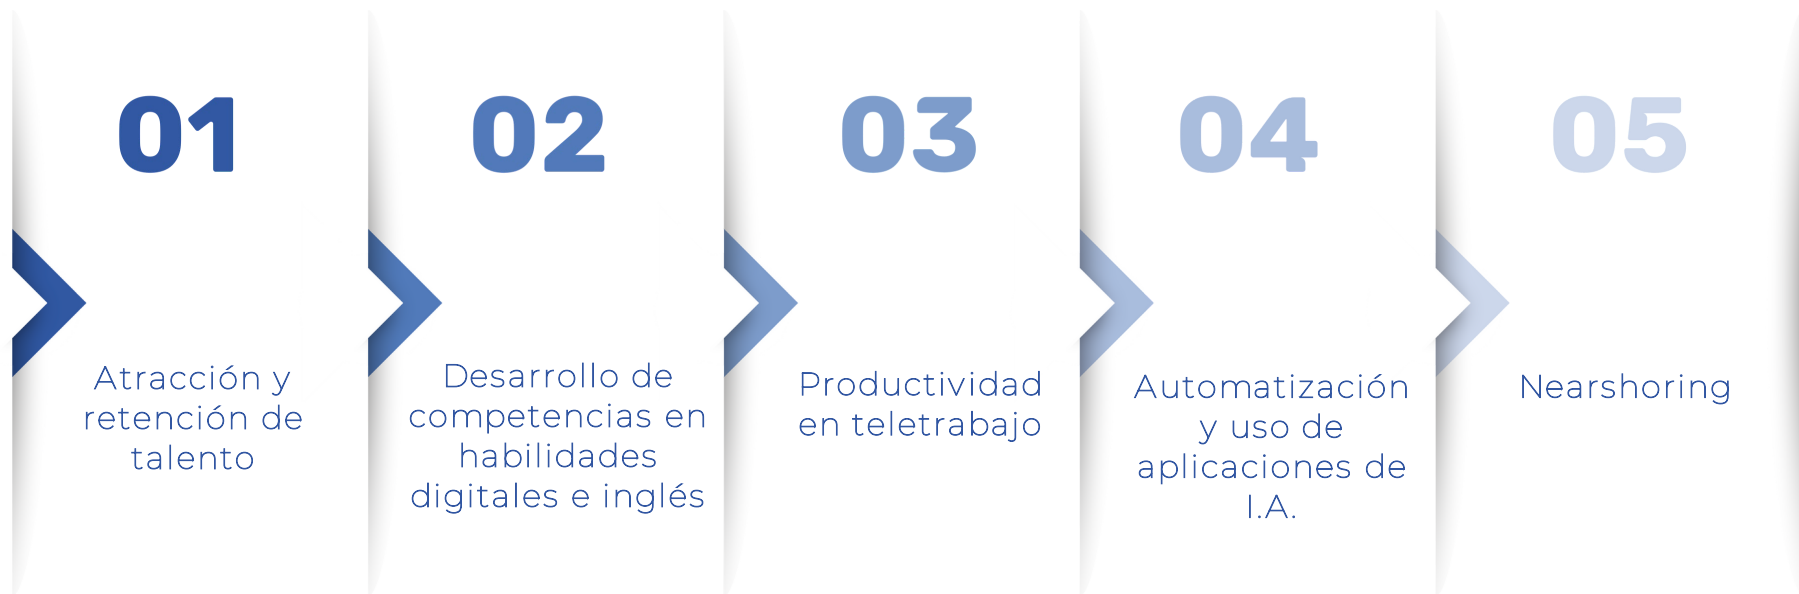 01
Atracción y
retención de
talento
02
Desarrollo de
competencias en
habilidades
digitales e inglés
03
Productividad
en teletrabajo
04
Automatización
y uso de
aplicaciones de
I.A.
05
Nearshoring